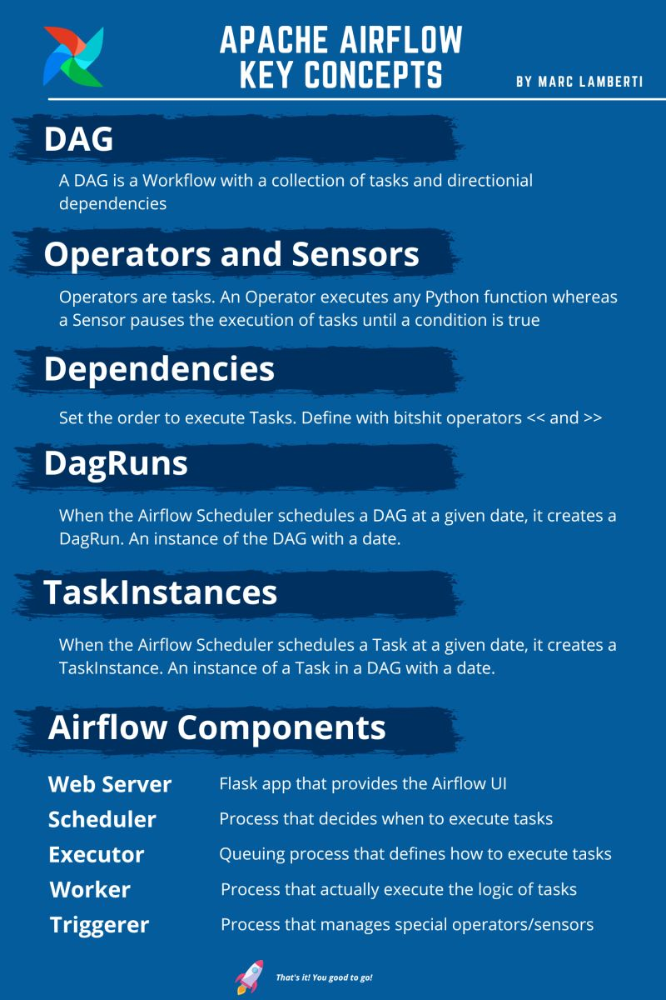 APACHE AIRFLOW
KEY CONCEPTS
BY MARC LAMBERTI
DAG
A DAG is a Workflow with a collection of tasks and directionial
dependencies
Operators and Sensors
Operators are tasks. An Operator executes any Python function whereas
a Sensor pauses the execution of tasks until a condition is true
Dependencies
Set the order to execute Tasks. Define with bitshit operators << and >>
DagRuns
When the Airflow Scheduler schedules a DAG at a given date, it creates a
DagRun. An instance of the DAG with a date.
TaskInstances
When the Airflow Scheduler schedules a Task at a given date, it creates a
TaskInstance. An instance of a Task in a DAG with a date.
Airflow Components
Web Server Flask app that provides the Airflow UI
Scheduler Process that decides when to execute tasks
Executor Queuing process that defines how to execute tasks
Worker Process that actually execute the logic of tasks
Triggerer Process that manages special operators/sensors
That's it! You good to go!